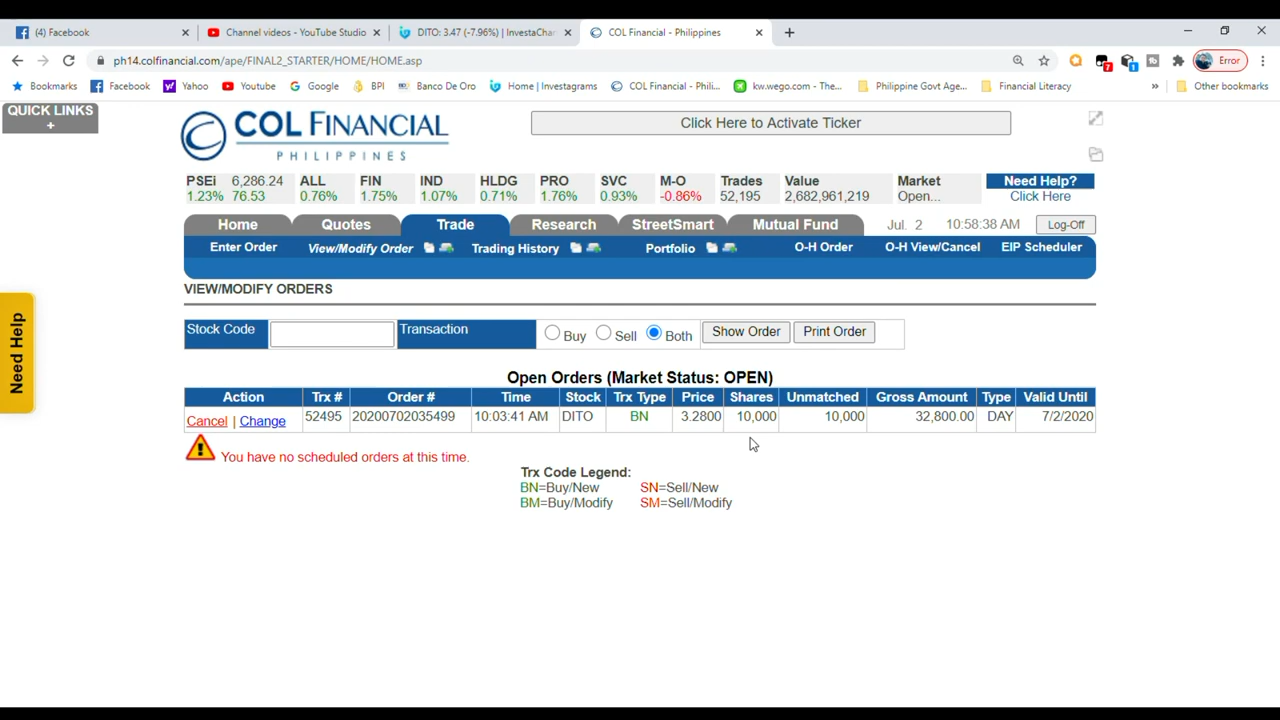 (4) Facebook
Channel videos - YouTube Studio
DITO: 3.47 (-7.96%) | InvestaChar
COL Financial - Philippines
ph14.colfinancial.com/ape/FINAL2_STARTER/HOME/HOME.asp
7
1
Error
Bookmarks Facebook Yahoo Youtube Google BPI Banco De Oro Home | Investagrams COL Financial - Phili... kw.wego.com - The... Philippine Govt Age... Financial Literacy » Other bookmarks
QUICK LINKS
+
COL FINANCIAL
PHILIPPINES
Click Here to Activate Ticker
PSEi 6,286.24 ALL FIN IND HLDG PRO SVC M-O Trades Value Market Need Help?
1.23% 76.53 0.76% 1.75% 1.07% 0.71% 1.76% 0.93% -0.86% 52,195 2,682,961,219 Open... Click Here
Home Quotes Trade Research StreetSmart Mutual Fund Jul. 2 10:58:38 AM Log-Off
Enter Order View/Modify Order Trading History Portfolio O-H Order O-H View/Cancel EIP Scheduler
VIEW/MODIFY ORDERS
Need Help
Stock Code Transaction Buy Sell Both Show Order Print Order
Open Orders (Market Status: OPEN)
Action Trx # Order # Time Stock Trx Type Price Shares Unmatched Gross Amount Type Valid Until
Cancel | Change 52495 20200702035499 10:03:41 AM DITO BN 3.2800 10,000 10,000 32,800.00 DAY 7/2/2020
You have no scheduled orders at this time.
Trx Code Legend:
BN=Buy/New SN=Sell/New
BM=Buy/Modify SM=Sell/Modify